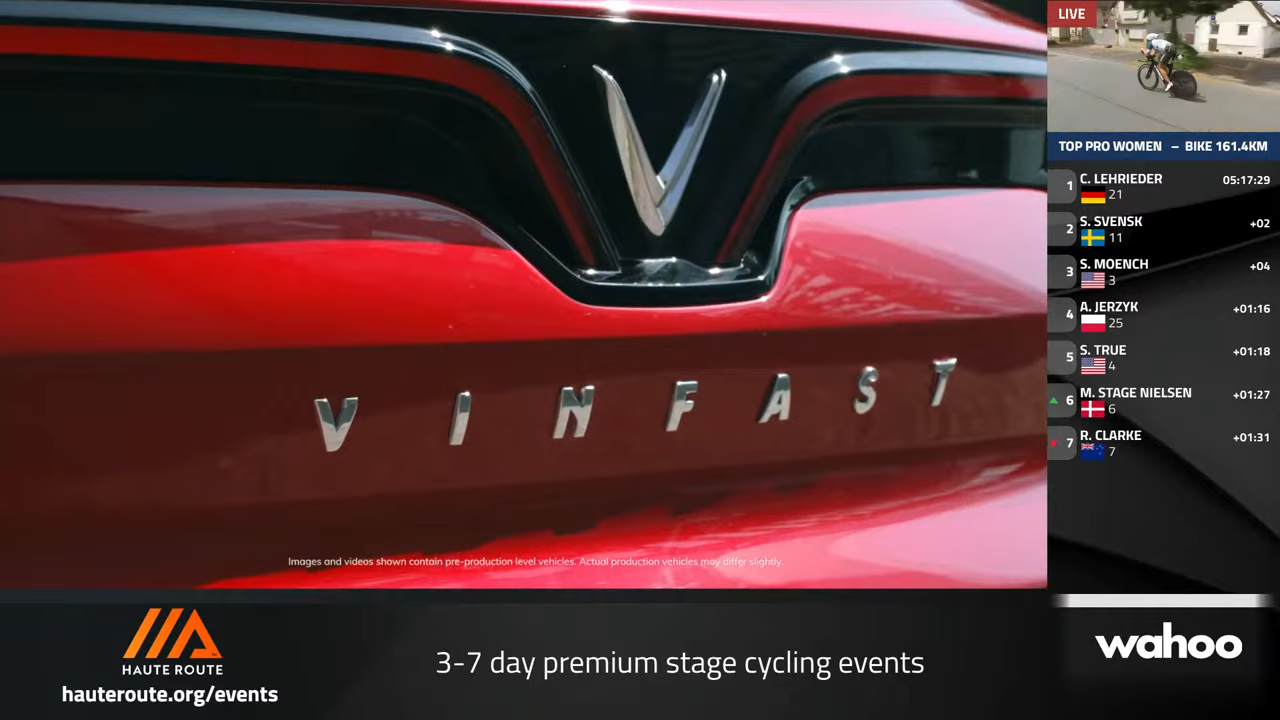 VINFAST
Images and videos shown contain pre-production level vehicles. Actual production vehicles may differ slightly.
LIVE
TOP PRO WOMEN – BIKE 161.4KM
1 C. LEHRIEDER 05:17:29
21
2 S. SVENSK +02
11
3 S. MOENCH +04
3
4 A. JERZYK +01:16
25
5 S. TRUE +01:18
4
6 M. STAGE NIELSEN +01:27
6
7 R. CLARKE +01:31
7
HAUTE ROUTE
hauteroute.org/events
3-7 day premium stage cycling events
wahoo